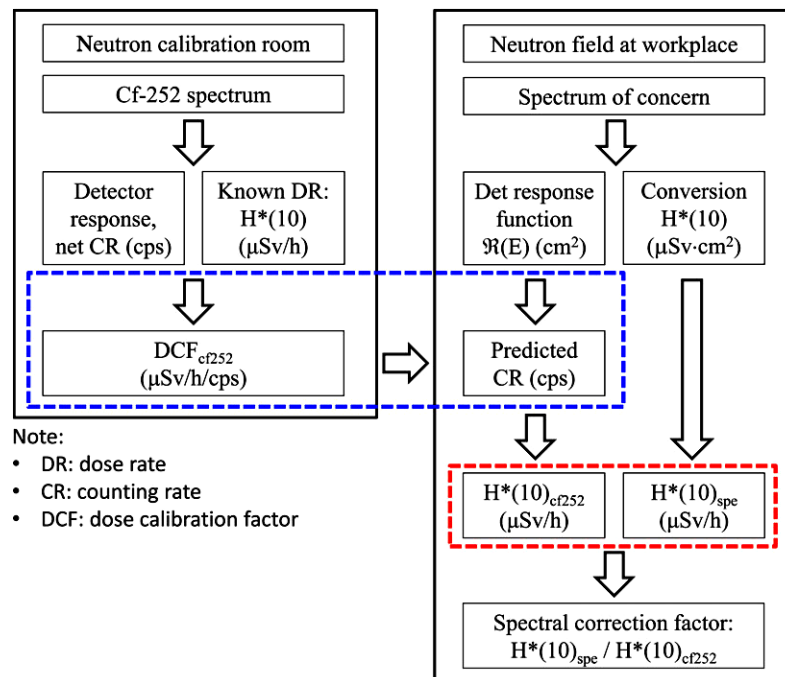 Neutron calibration room
Cf-252 spectrum
Detector
response,
net CR (cps)
Known DR:
H*(10)
(μSv/h)
DCFcf252
(μSv/h/cps)
Note:
• DR: dose rate
• CR: counting rate
• DCF: dose calibration factor
Neutron field at workplace
Spectrum of concern
Det response
function
ℜ(E) (cm²)
Conversion
H*(10)
(μSv·cm²)
Predicted
CR (cps)
H*(10)cf252
(μSv/h)
H*(10)spe
(μSv/h)
Spectral correction factor:
H*(10)spe / H*(10)cf252